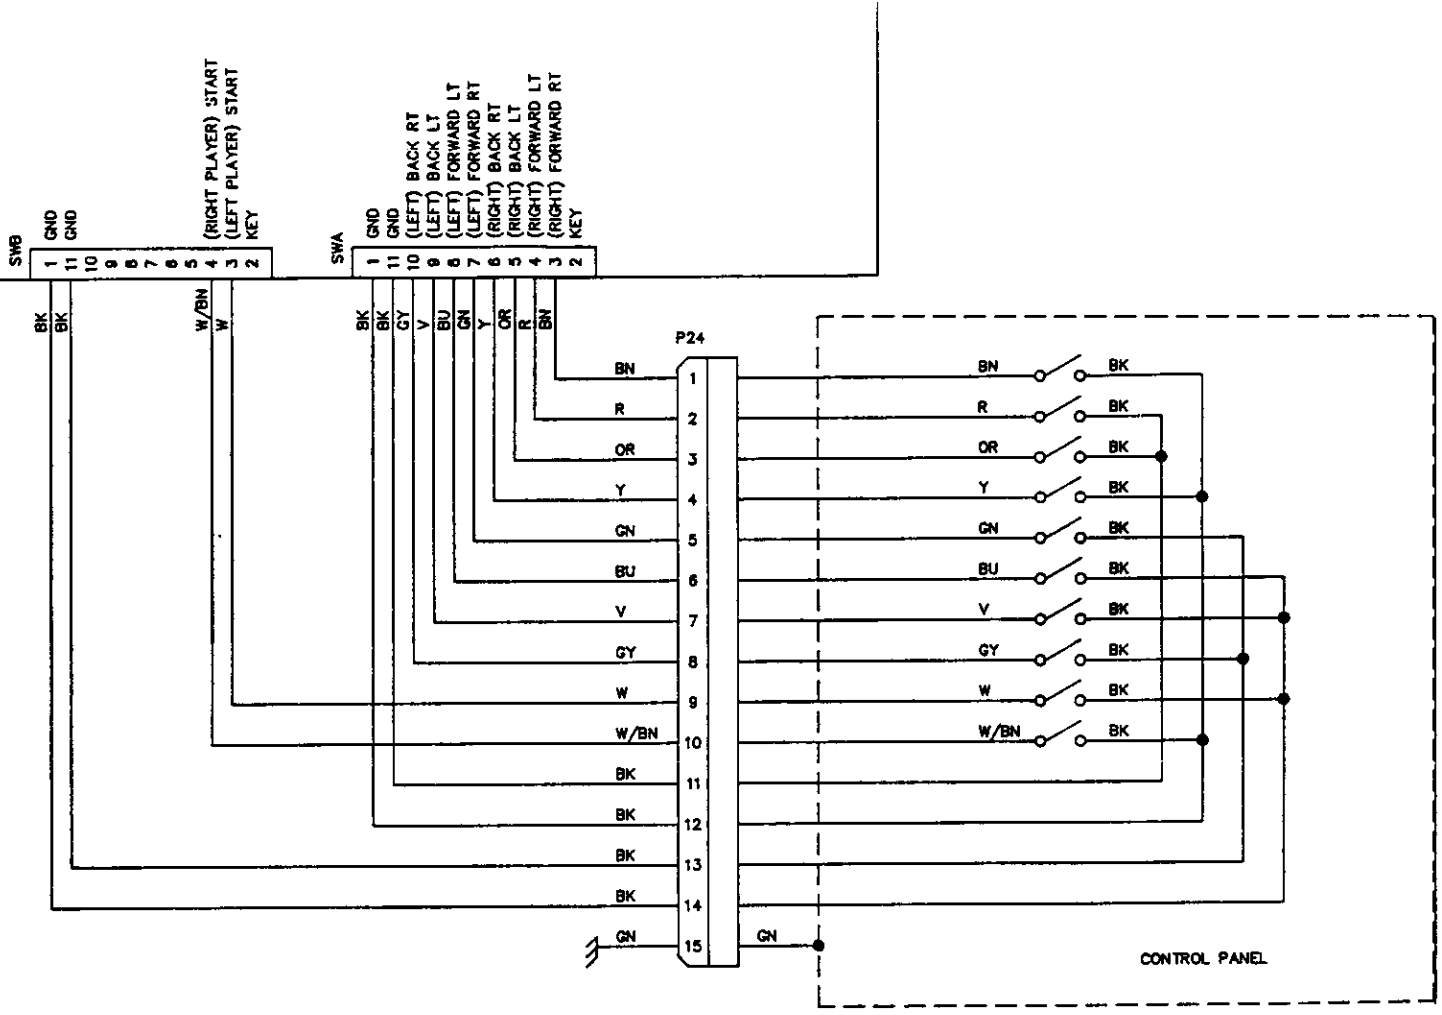 SWB
1 GND
11 GND
10
9
8
7
6
5
4 (RIGHT PLAYER) START
3 (LEFT PLAYER) START
2 KEY
BK
BK
W/BN
W
SWA
1 GND
11 GND
10 (LEFT) BACK RT
9 (LEFT) BACK LT
8 (LEFT) FORWARD LT
7 (LEFT) FORWARD RT
6 (RIGHT) BACK RT
5 (RIGHT) BACK LT
4 (RIGHT) FORWARD LT
3 (RIGHT) FORWARD RT
2 KEY
BK
BK
GY
V
BU
GN
Y
OR
R
BN
P24
BN 1 BN BK
R 2 R BK
OR 3 OR BK
Y 4 Y BK
GN 5 GN BK
BU 6 BU BK
V 7 V BK
GY 8 GY BK
W 9 W BK
W/BN 10 W/BN BK
BK 11
BK 12
BK 13
BK 14
GN 15 GN
CONTROL PANEL